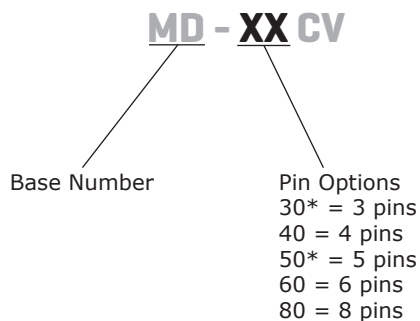 MD - XX CV
Base Number
Pin Options
30* = 3 pins
40 = 4 pins
50* = 5 pins
60 = 6 pins
80 = 8 pins